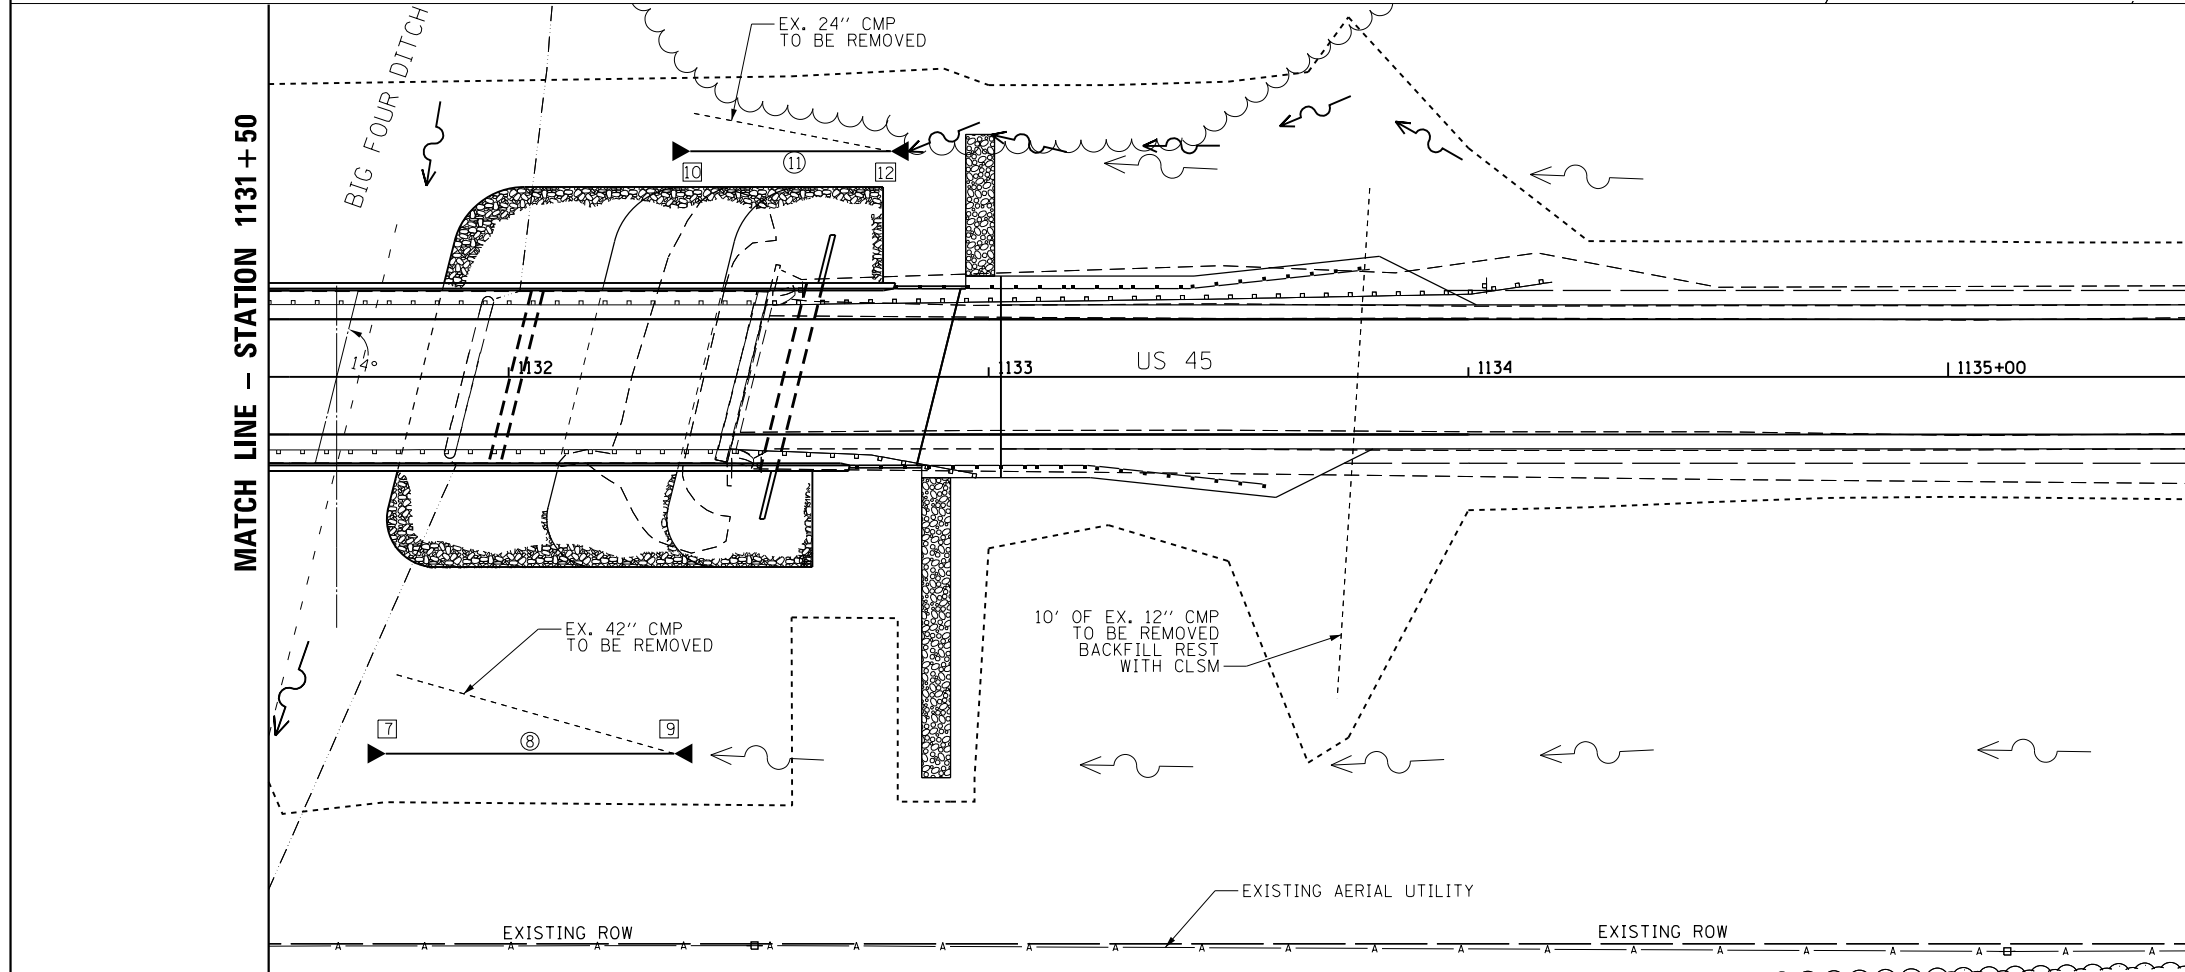 EX. 24" CMP
TO BE REMOVED
BIG FOUR DITCH
MATCH LINE – STATION 1131+50
11
10
12
14°
1132
1133
US 45
1134
1135+00
10' OF EX. 12" CMP
TO BE REMOVED
BACKFILL REST
WITH CLSM
EX. 42" CMP
TO BE REMOVED
7
9
8
EXISTING AERIAL UTILITY
EXISTING ROW
EXISTING ROW
A A A A A A A A A A A A A A A A A A A A A A